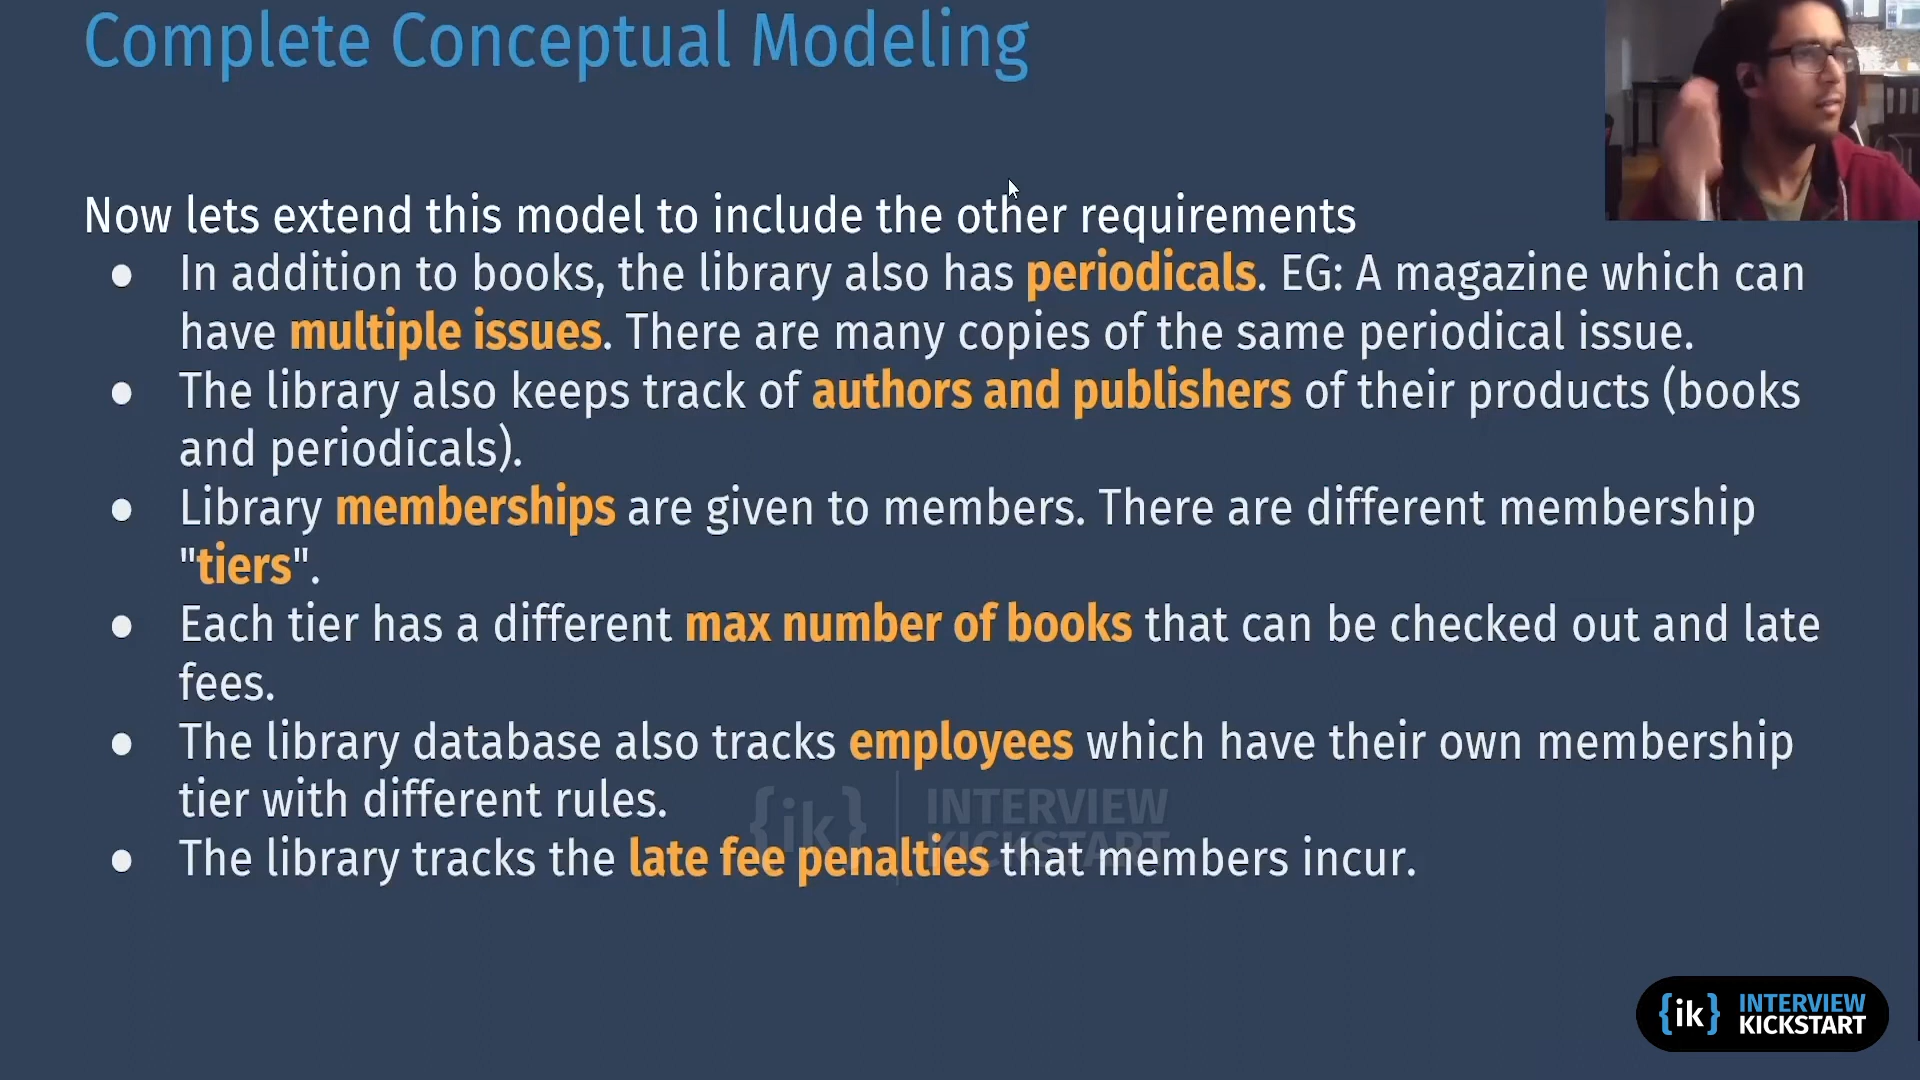 Complete Conceptual Modeling
Now lets extend this model to include the other requirements
● In addition to books, the library also has periodicals. EG: A magazine which can
have multiple issues. There are many copies of the same periodical issue.
● The library also keeps track of authors and publishers of their products (books
and periodicals).
● Library memberships are given to members. There are different membership
"tiers".
● Each tier has a different max number of books that can be checked out and late
fees.
● The library database also tracks employees which have their own membership
tier with different rules.
● The library tracks the late fee penalties that members incur.
{ik} INTERVIEW
KICKSTART
{ik} INTERVIEW
KICKSTART